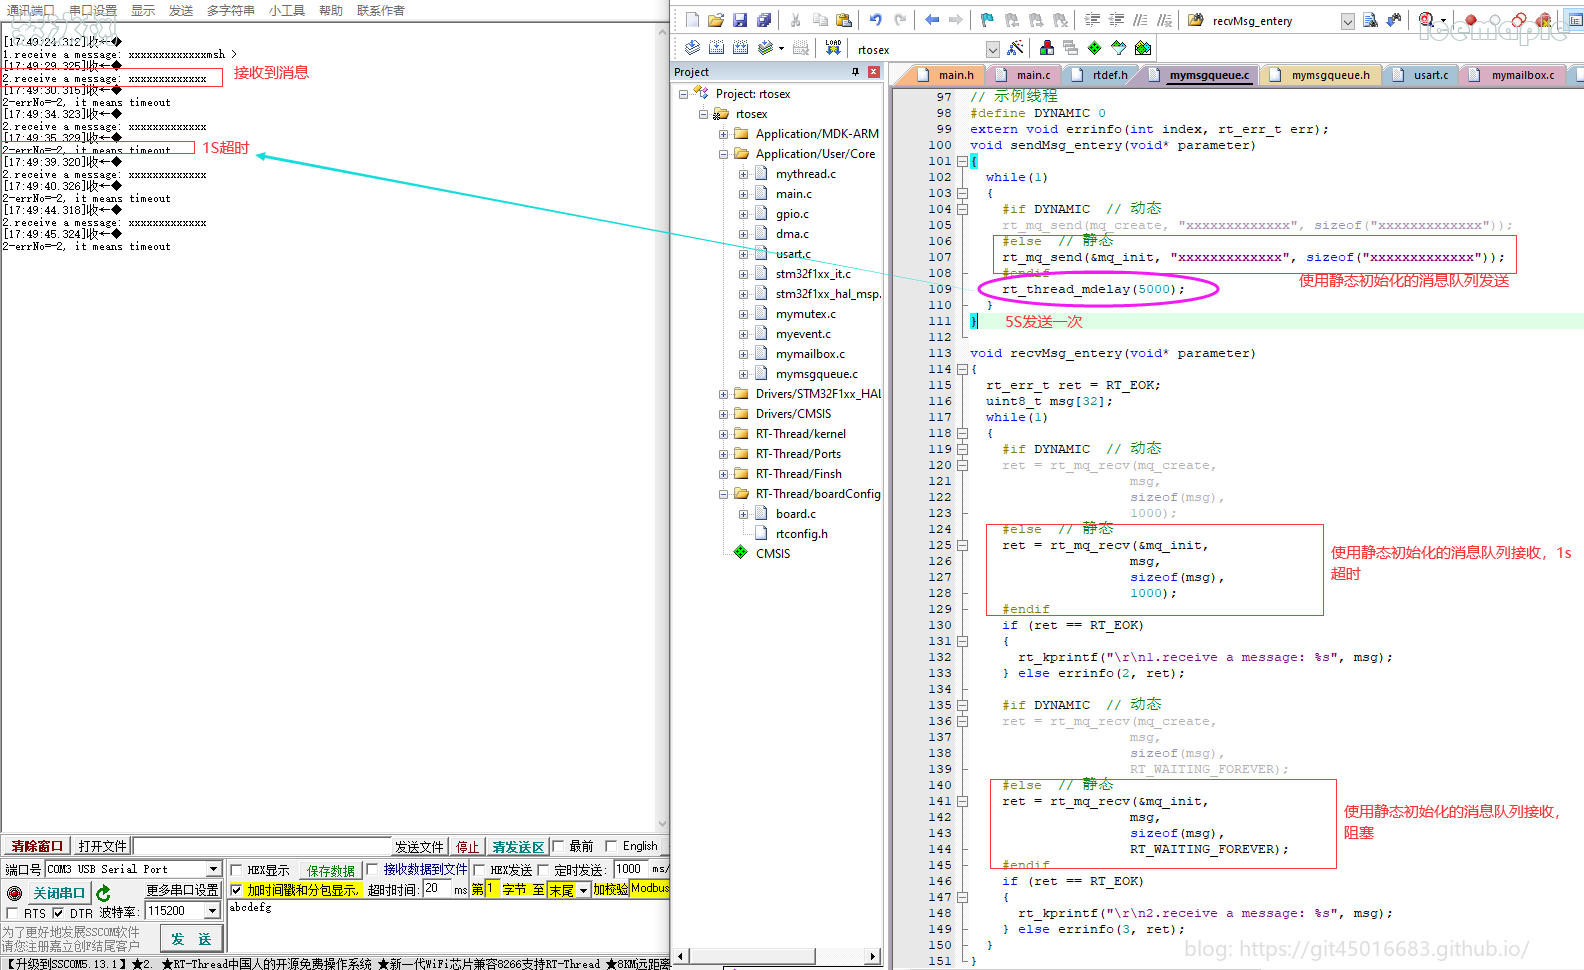 通讯端口 串口设置 显示 发送 多字符串 小工具 帮助 联系作者
[17:49:24.312]收←◆
1.receive a message: xxxxxxxxxxxxxmsh >
[17:49:29.325]收←◆
2.receive a message: xxxxxxxxxxxxx
接收到消息
[17:49:30.315]收←◆
2-errNo=-2, it means timeout
[17:49:34.323]收←◆
2.receive a message: xxxxxxxxxxxxx
[17:49:35.329]收←◆
2-errNo=-2, it means timeout
1S超时
[17:49:39.320]收←◆
2.receive a message: xxxxxxxxxxxxx
[17:49:40.326]收←◆
2-errNo=-2, it means timeout
[17:49:44.318]收←◆
2.receive a message: xxxxxxxxxxxxx
[17:49:45.324]收←◆
2-errNo=-2, it means timeout
清除窗口 打开文件 发送文件 停止 清发送区 最前 English
端口号 COM3 USB Serial Port HEX显示 保存数据 接收数据到文件 HEX发送 定时发送: 1000 ms/
关闭串口 更多串口设置 加时间戳和分包显示. 超时时间: 20 ms 第 1 字节 至 末尾 加校验 Modbus
RTS DTR 波特率: 115200
abcdefg
为了更好地发展SSCOM软件
请您注册嘉立创F结尾客户
发 送
【升级到SSCOM5.13.1】★2. ★RT-Thread中国人的开源免费操作系统 ★新一代WiFi芯片兼容8266支持RT-Thread ★8KM远距离
recvMsg_entery
LOAD
rtosex
Project
Project: rtosex
rtosex
Application/MDK-ARM
Application/User/Core
mythread.c
main.c
gpio.c
dma.c
usart.c
stm32f1xx_it.c
stm32f1xx_hal_msp.
mymutex.c
myevent.c
mymailbox.c
mymsgqueue.c
Drivers/STM32F1xx_HAL
Drivers/CMSIS
RT-Thread/kernel
RT-Thread/Ports
RT-Thread/Finsh
RT-Thread/boardConfig
board.c
rtconfig.h
CMSIS
main.h main.c rtdef.h mymsgqueue.c mymsgqueue.h usart.c mymailbox.c
97 // 示例线程
98 #define DYNAMIC 0
99 extern void errinfo(int index, rt_err_t err);
100 void sendMsg_entery(void* parameter)
101 {
102 while(1)
103 {
104 #if DYNAMIC // 动态
105 rt_mq_send(mq_create, "xxxxxxxxxxxxx", sizeof("xxxxxxxxxxxxx"));
106 #else // 静态
107 rt_mq_send(&mq_init, "xxxxxxxxxxxxx", sizeof("xxxxxxxxxxxxx"));
108 #endif
使用静态初始化的消息队列发送
109 rt_thread_mdelay(5000);
110 }
111 } 5S发送一次
112
113 void recvMsg_entery(void* parameter)
114 {
115 rt_err_t ret = RT_EOK;
116 uint8_t msg[32];
117 while(1)
118 {
119 #if DYNAMIC // 动态
120 ret = rt_mq_recv(mq_create,
121 msg,
122 sizeof(msg),
123 1000);
124 #else // 静态
125 ret = rt_mq_recv(&mq_init,
126 msg,
127 sizeof(msg),
128 1000);
129 #endif
使用静态初始化的消息队列接收，1s
超时
130 if (ret == RT_EOK)
131 {
132 rt_kprintf("\r\n1.receive a message: %s", msg);
133 } else errinfo(2, ret);
134
135 #if DYNAMIC // 动态
136 ret = rt_mq_recv(mq_create,
137 msg,
138 sizeof(msg),
139 RT_WAITING_FOREVER);
140 #else // 静态
141 ret = rt_mq_recv(&mq_init,
142 msg,
143 sizeof(msg),
144 RT_WAITING_FOREVER);
145 #endif
使用静态初始化的消息队列接收，
阻塞
146 if (ret == RT_EOK)
147 {
148 rt_kprintf("\r\n2.receive a message: %s", msg);
149 } else errinfo(3, ret);
150 }
151 }
blog: https://git45016683.github.io/